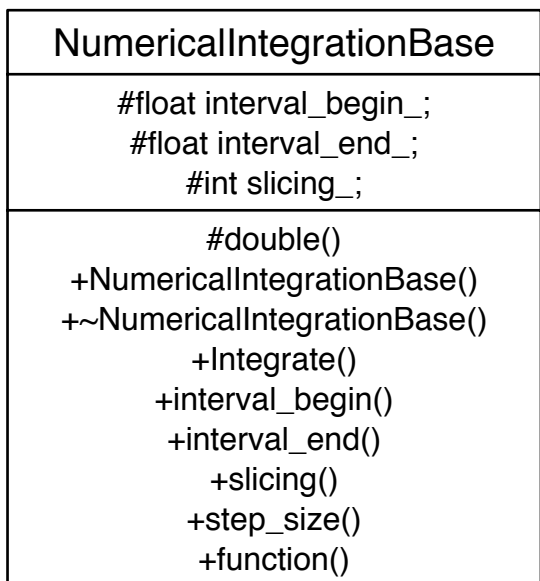 NumericalIntegrationBase
#float interval_begin_;
#float interval_end_;
#int slicing_;
#double()
+NumericalIntegrationBase()
+~NumericalIntegrationBase()
+Integrate()
+interval_begin()
+interval_end()
+slicing()
+step_size()
+function()